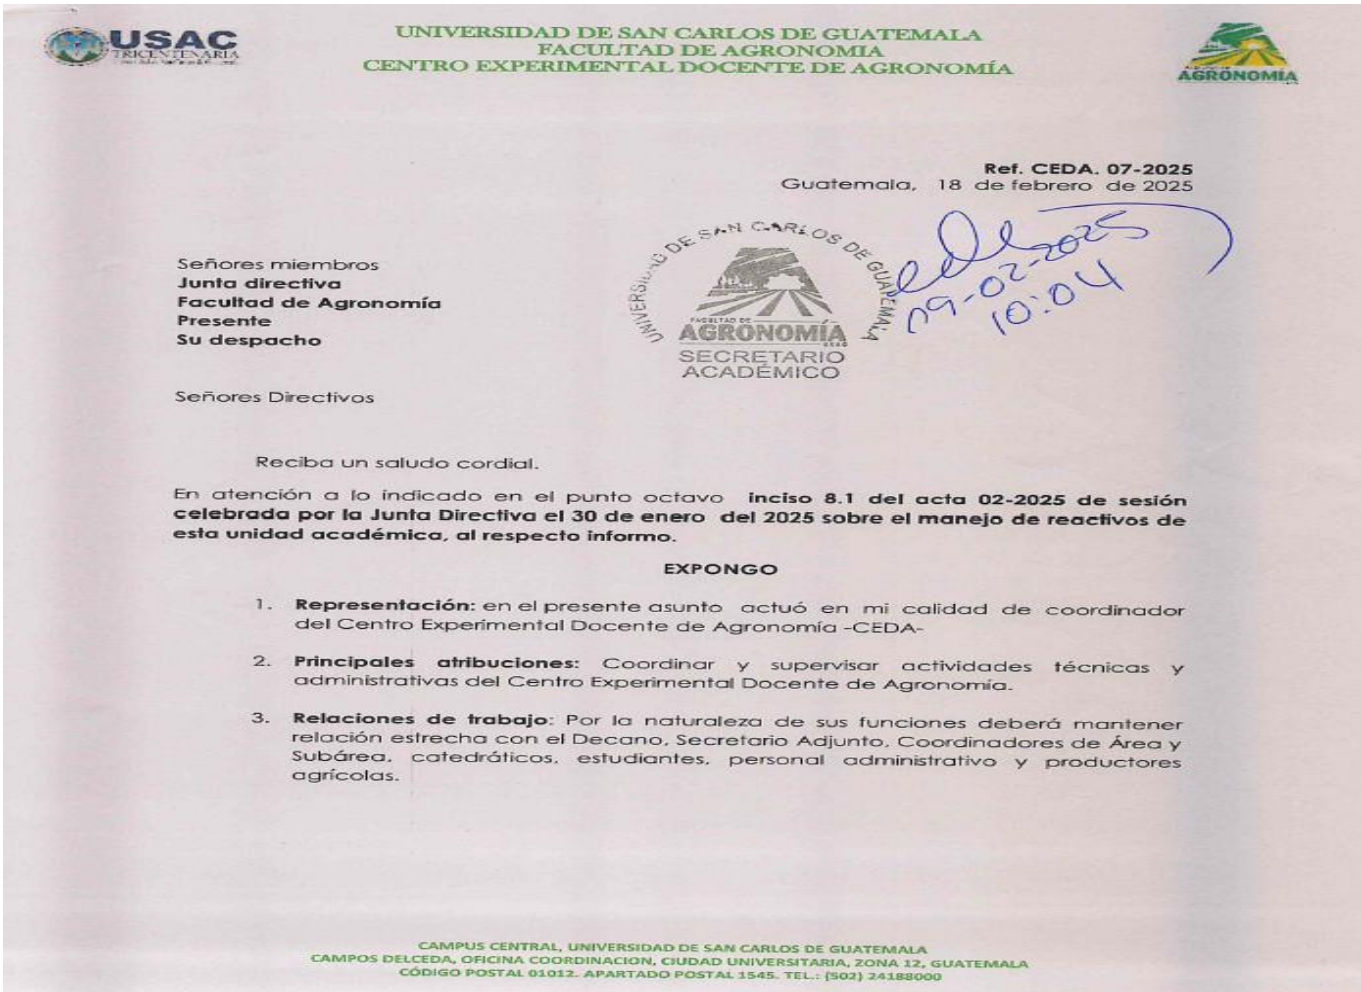 USAC
TRICENTENARIA
UNIVERSIDAD DE SAN CARLOS DE GUATEMALA
FACULTAD DE AGRONOMIA
CENTRO EXPERIMENTAL DOCENTE DE AGRONOMÍA
AGRONOMÍA
Ref. CEDA. 07-2025
Guatemala, 18 de febrero de 2025
UNIVERSIDAD DE SAN CARLOS DE GUATEMALA
FACULTAD DE
AGRONOMÍA
USAC
SECRETARIO
ACADÉMICO
19-02-2025
10:04
Señores miembros
Junta directiva
Facultad de Agronomía
Presente
Su despacho
Señores Directivos
Reciba un saludo cordial.
En atención a lo indicado en el punto octavo inciso 8.1 del acta 02-2025 de sesión
celebrada por la Junta Directiva el 30 de enero del 2025 sobre el manejo de reactivos de
esta unidad académica, al respecto informo.
EXPONGO
1. Representación: en el presente asunto actuó en mi calidad de coordinador
del Centro Experimental Docente de Agronomía -CEDA-
2. Principales atribuciones: Coordinar y supervisar actividades técnicas y
administrativas del Centro Experimental Docente de Agronomía.
3. Relaciones de trabajo: Por la naturaleza de sus funciones deberá mantener
relación estrecha con el Decano, Secretario Adjunto, Coordinadores de Área y
Subárea, catedráticos, estudiantes, personal administrativo y productores
agrícolas.
CAMPUS CENTRAL, UNIVERSIDAD DE SAN CARLOS DE GUATEMALA
CAMPOS DELCEDA, OFICINA COORDINACION, CIUDAD UNIVERSITARIA, ZONA 12, GUATEMALA
CÓDIGO POSTAL 01012. APARTADO POSTAL 1545. TEL.: (502) 24188000